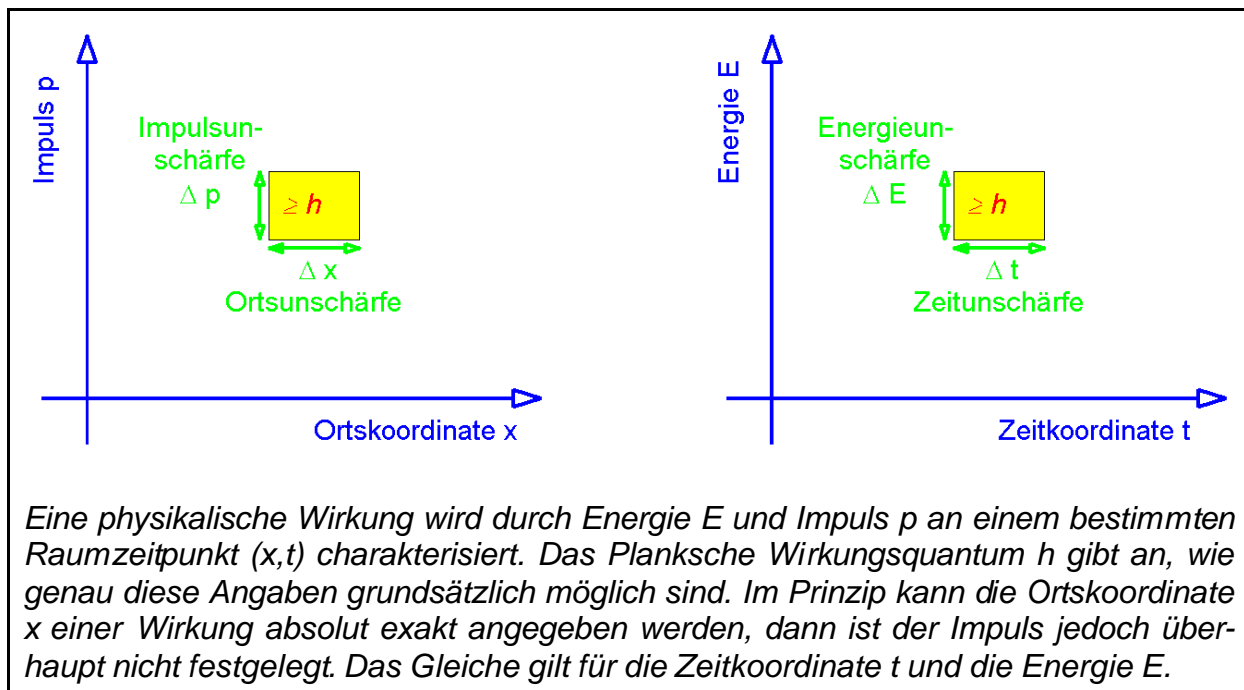 Impuls p
Impulsun-
schärfe
Δ p
≥ h
Δ x
Ortsunschärfe
Ortskoordinate x
Energie E
Energieun-
schärfe
Δ E
≥ h
Δ t
Zeitunschärfe
Zeitkoordinate t
Eine physikalische Wirkung wird durch Energie E und Impuls p an einem bestimmten
Raumzeitpunkt (x,t) charakterisiert. Das Planksche Wirkungsquantum h gibt an, wie
genau diese Angaben grundsätzlich möglich sind. Im Prinzip kann die Ortskoordinate
x einer Wirkung absolut exakt angegeben werden, dann ist der Impuls jedoch über-
haupt nicht festgelegt. Das Gleiche gilt für die Zeitkoordinate t und die Energie E.